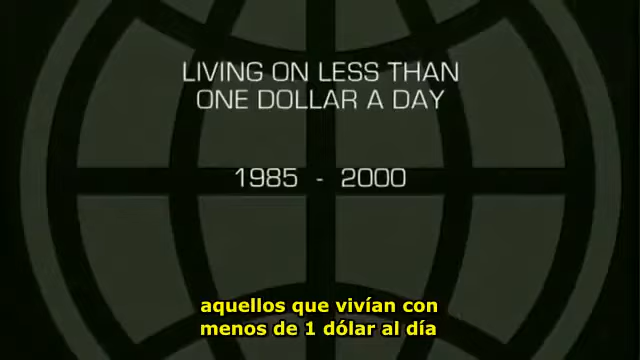 LIVING ON LESS THAN
ONE DOLLAR A DAY
1985 - 2000
aquellos que vivían con
menos de 1 dólar al día